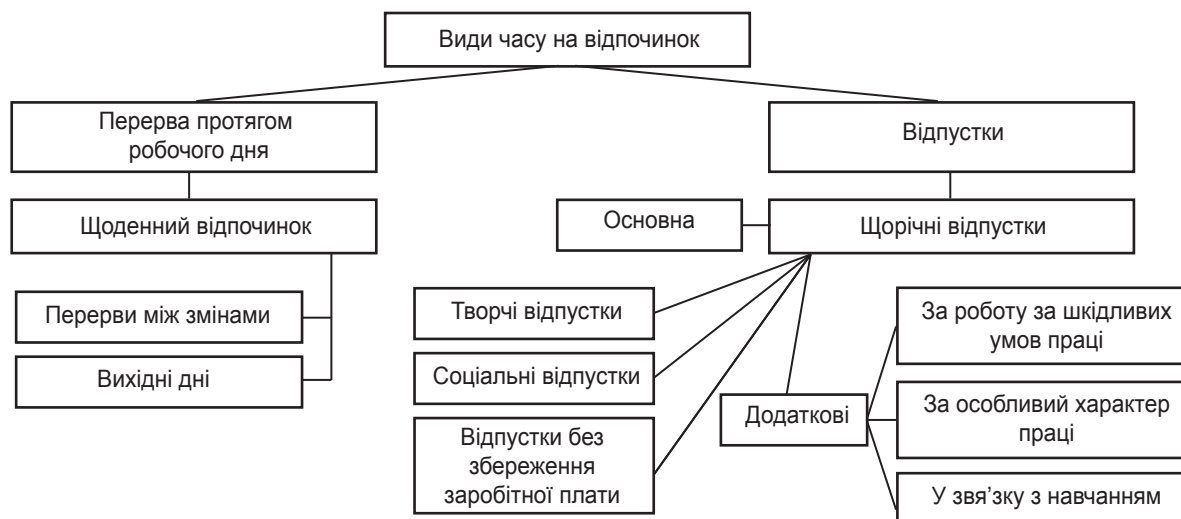 Види часу на відпочинок
Перерва протягом
робочого дня
Відпустки
Щоденний відпочинок
Основна
Щорічні відпустки
Перерви між змінами
Вихідні дні
Творчі відпустки
Соціальні відпустки
Відпустки без
збереження
заробітної плати
Додаткові
За роботу за шкідливих
умов праці
За особливий характер
праці
У звя’зку з навчанням